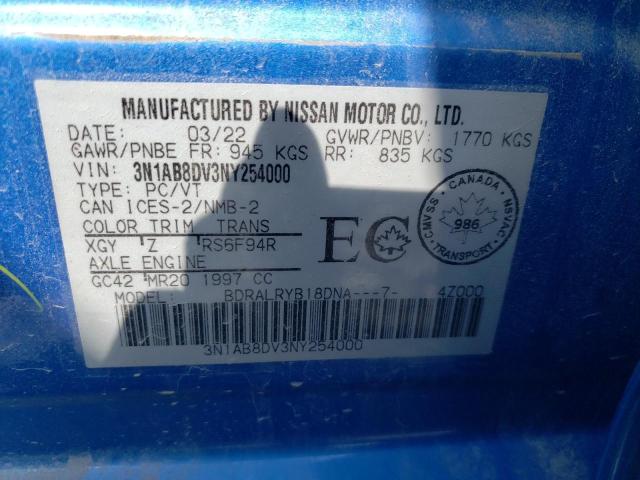 MANUFACTURED BY NISSAN MOTOR CO., LTD.
DATE: 03/22 GVWR/PNBV: 1770 KGS
GAWR/PNBE FR: 945 KGS RR: 835 KGS
VIN: 3N1AB8DV3NY254000
TYPE: PC/VT
CAN ICES-2/NMB-2
COLOR TRIM TRANS
XGY Z RS6F94R
AXLE ENGINE
GC42 MR20 1997 CC
MODEL: BDRALRYB18DNA---7- 4Z000
3N1AB8DV3NY254000
EC
CANADA
CMVSS
986
NSVAC
TRANSPORT